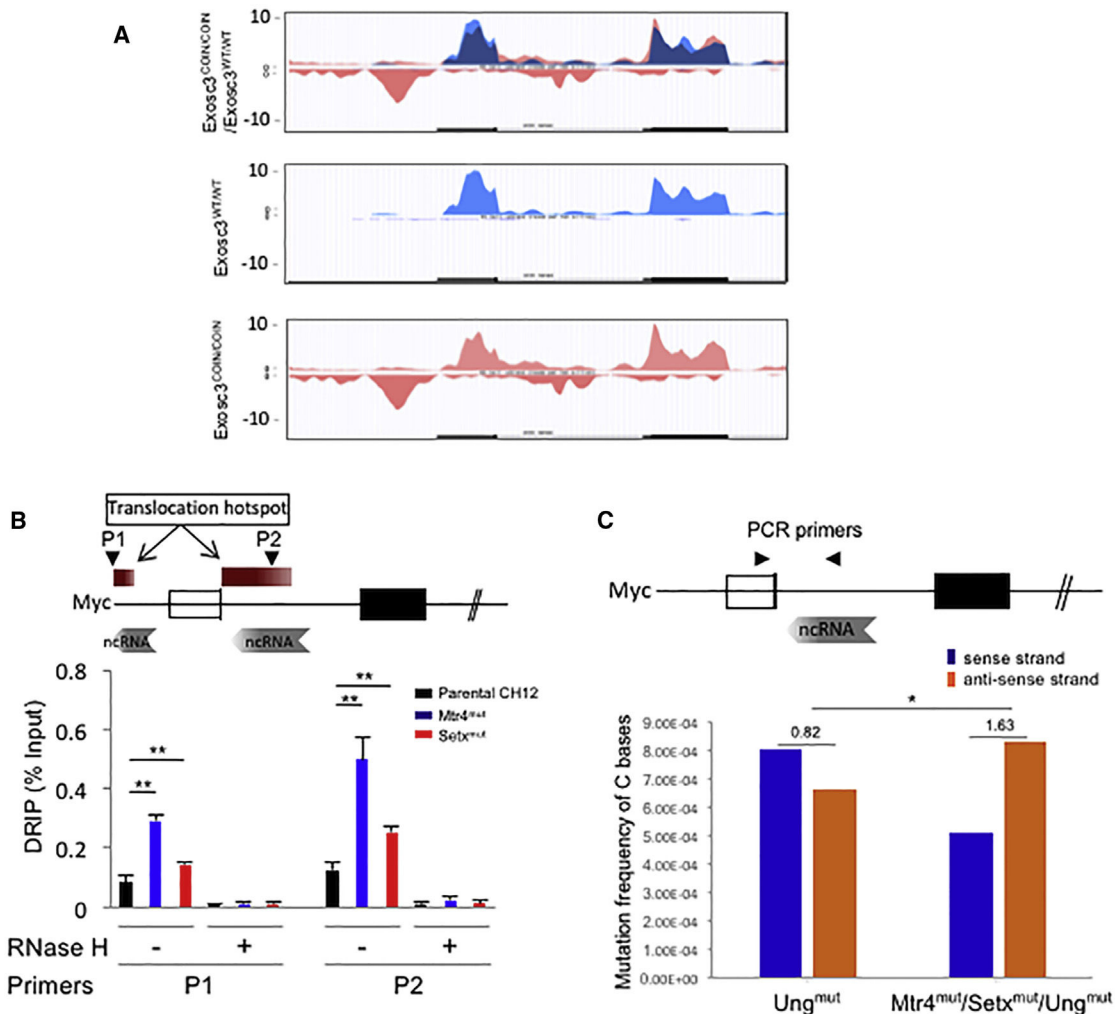 A
Exosc3COIN/COIN
/Exosc3WT/WT
10
-10
Exosc3WT/WT
10
-10
Exosc3COIN/COIN
10
-10
B
Translocation hotspot
P1
P2
Myc
ncRNA
ncRNA
DRIP (% Input)
0.8
0.6
0.4
0.2
0
**
**
**
**
Parental CH12
Mtr4mut
Setxmut
RNase H - + - +
Primers P1 P2
C
PCR primers
Myc
ncRNA
sense strand
anti-sense strand
Mutation frequency of C bases
9.00E-04
8.00E-04
7.00E-04
6.00E-04
5.00E-04
4.00E-04
3.00E-04
2.00E-04
1.00E-04
0.00E+00
*
0.82
1.63
Ungmut
Mtr4mut/Setxmut/Ungmut